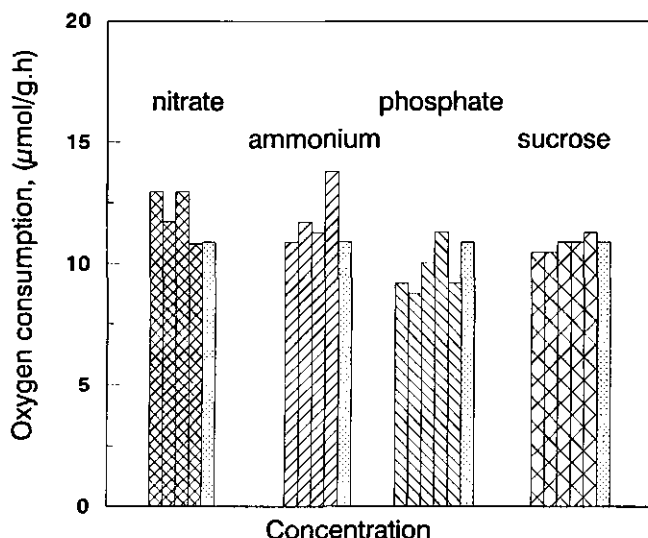 Oxygen consumption, (µmol/g.h)
20
15
10
5
0
nitrate
phosphate
ammonium
sucrose
Concentration